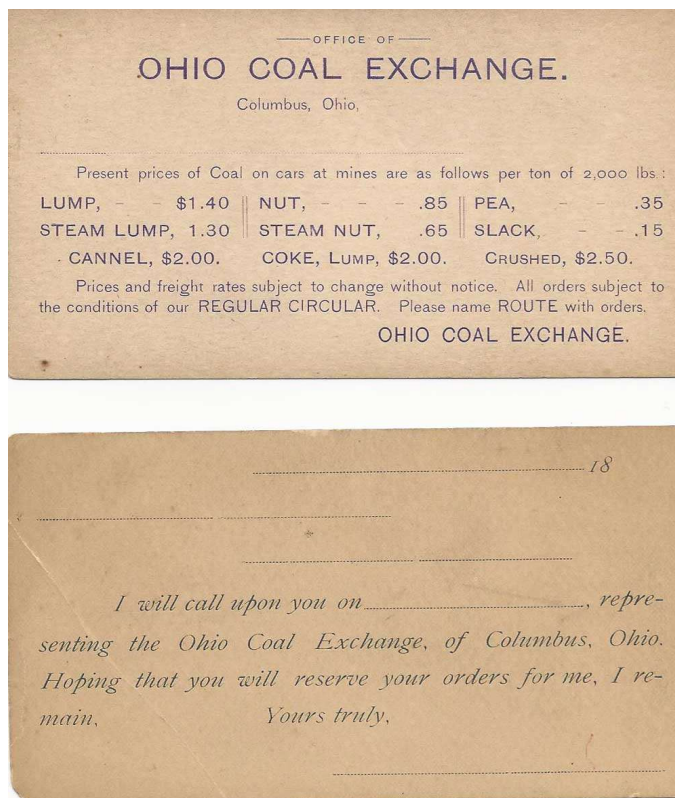 OFFICE OF
OHIO COAL EXCHANGE.
Columbus, Ohio,
Present prices of Coal on cars at mines are as follows per ton of 2,000 lbs.:
LUMP, - - $1.40 || NUT, - - - .85 || PEA, - - .35
STEAM LUMP, 1.30 || STEAM NUT, .65 || SLACK, - - .15
CANNEL, $2.00. COKE, LUMP, $2.00. CRUSHED, $2.50.
Prices and freight rates subject to change without notice. All orders subject to
the conditions of our REGULAR CIRCULAR. Please name ROUTE with orders.
OHIO COAL EXCHANGE.
18
I will call upon you on, repre-
senting the Ohio Coal Exchange, of Columbus, Ohio.
Hoping that you will reserve your orders for me, I re-
main, Yours truly,